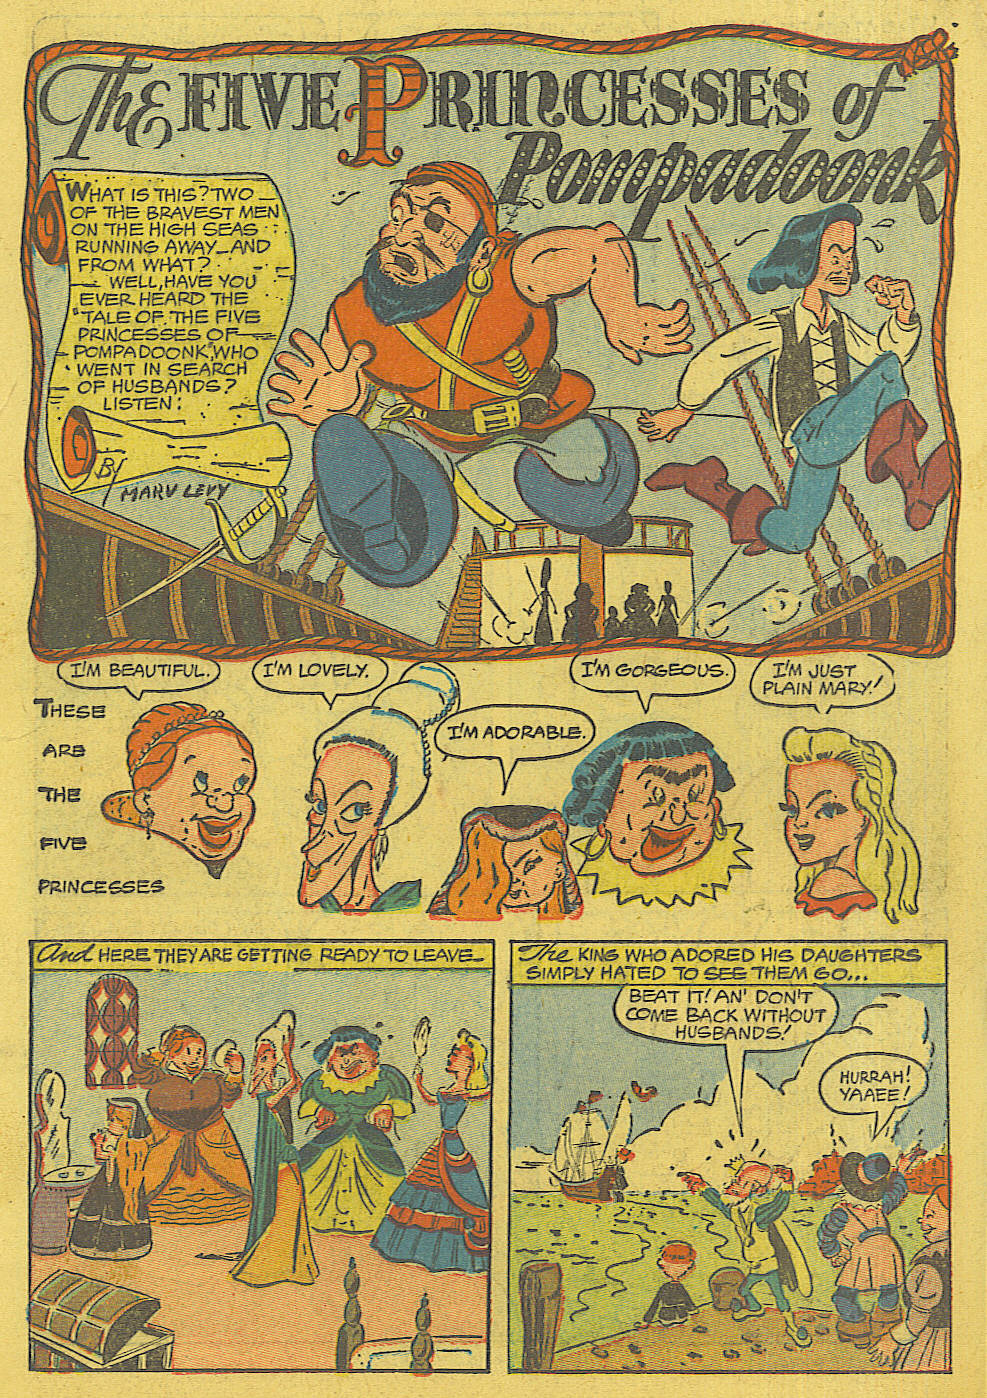 The FIVE PRINCESSES of
Pompadoonk
WHAT IS THIS? TWO
OF THE BRAVEST MEN
ON THE HIGH SEAS
RUNNING AWAY—AND
FROM WHAT?
WELL, HAVE YOU
EVER HEARD THE
"TALE OF THE FIVE
PRINCESSES OF
POMPADOONK," WHO
WENT IN SEARCH
OF HUSBANDS?
LISTEN:
BY
MARV LEVY
I'M BEAUTIFUL.
I'M LOVELY.
I'M ADORABLE.
I'M GORGEOUS.
I'M JUST
PLAIN MARY!
THESE
ARE
THE
FIVE
PRINCESSES
And HERE THEY ARE GETTING READY TO LEAVE—
The KING WHO ADORED HIS DAUGHTERS
SIMPLY HATED TO SEE THEM GO...
BEAT IT! AN' DON'T
COME BACK WITHOUT
HUSBANDS!
HURRAH!
YAAEE!